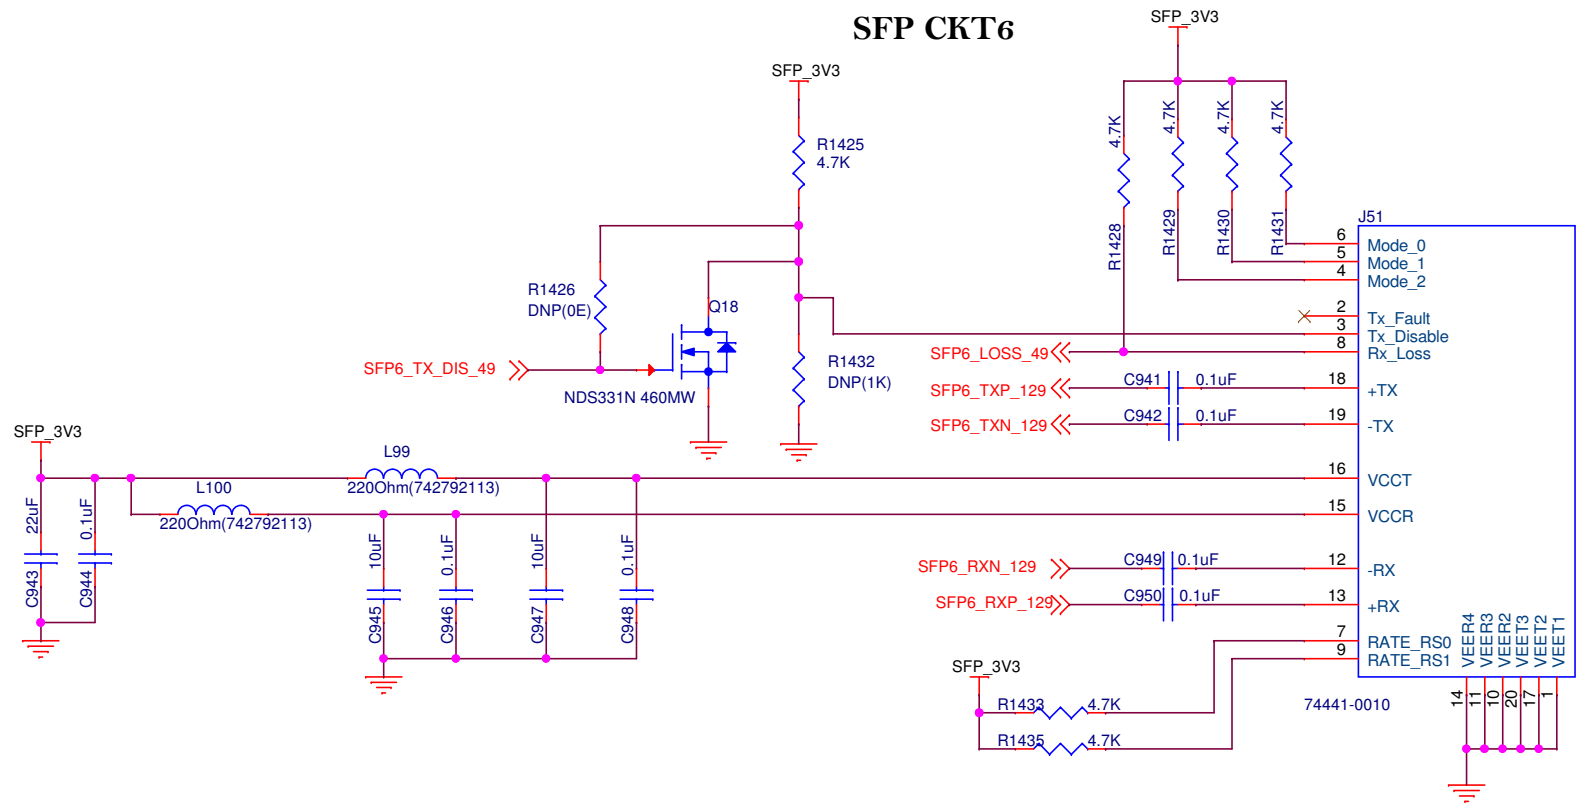 SFP CKT6
SFP_3V3
SFP_3V3
R1425
4.7K
4.7K
4.7K
4.7K
4.7K
R1428
R1429
R1430
R1431
J51
6
Mode_0
5
Mode_1
4
Mode_2
2
Tx_Fault
3
Tx_Disable
8
Rx_Loss
R1426
DNP(0E)
Q18
SFP6_TX_DIS_49
NDS331N 460MW
R1432
DNP(1K)
SFP6_LOSS_49
SFP6_TXP_129
C941
0.1uF
18
+TX
SFP6_TXN_129
C942
0.1uF
19
-TX
SFP_3V3
L99
220Ohm(742792113)
16
VCCT
L100
220Ohm(742792113)
15
VCCR
22uF
C943
0.1uF
C944
10uF
C945
0.1uF
C946
10uF
C947
0.1uF
C948
SFP6_RXN_129
C949
0.1uF
12
-RX
SFP6_RXP_129
C950
0.1uF
13
+RX
7
RATE_RS0
9
RATE_RS1
VEER4
VEER3
VEER2
VEET3
VEET2
VEET1
14
11
10
20
17
1
SFP_3V3
R1433
4.7K
R1435
4.7K
74441-0010